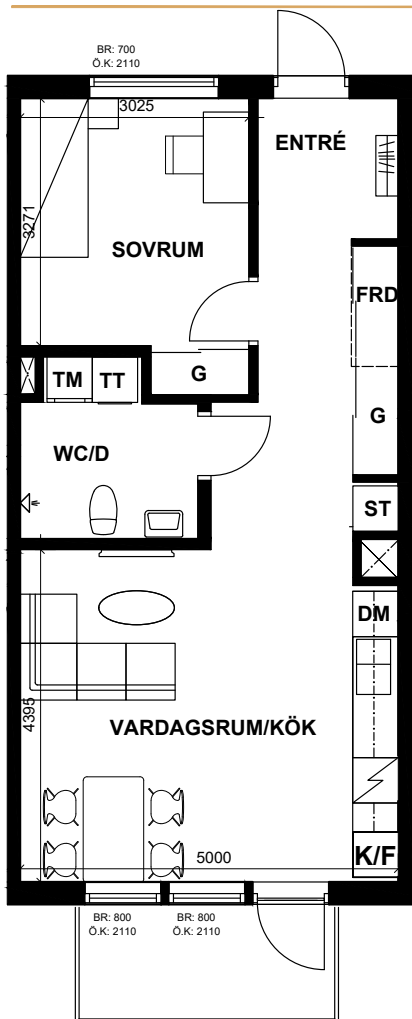 BR: 700
Ö.K: 2110
3025
ENTRÉ
3271
SOVRUM
FRD
TM
TT
G
G
WC/D
ST
DM
4395
VARDAGSRUM/KÖK
5000
K/F
BR: 800
Ö.K: 2110
BR: 800
Ö.K: 2110